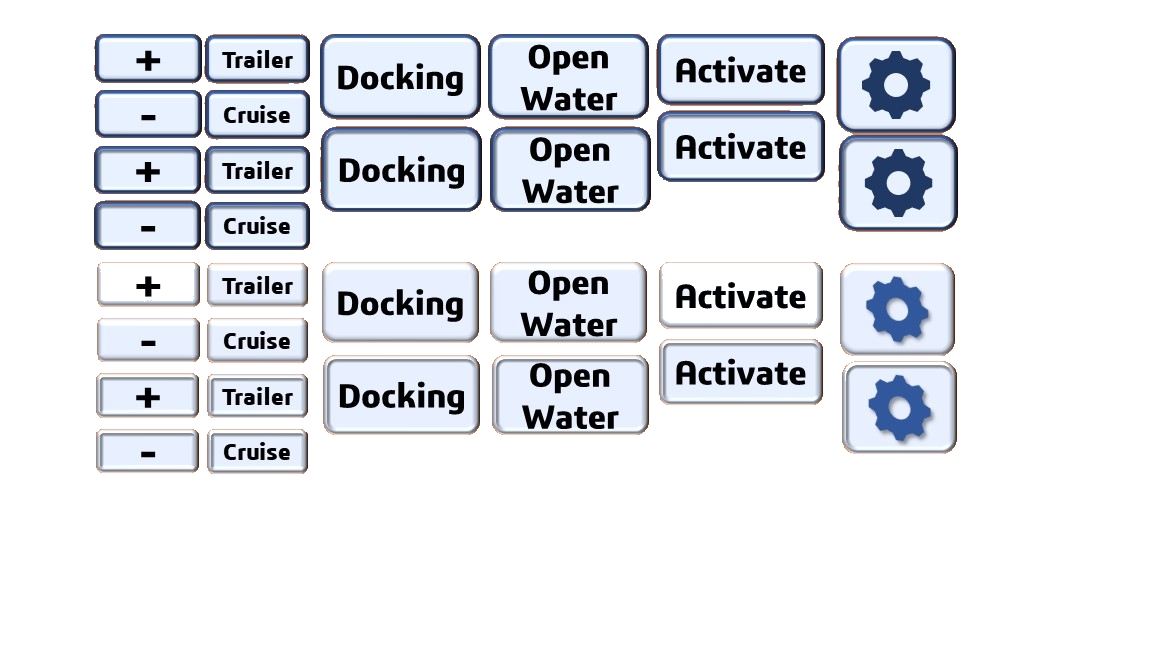 +
Trailer
-
Cruise
+
Trailer
-
Cruise
Docking
Docking
Open
Water
Open
Water
Activate
Activate
+
Trailer
-
Cruise
+
Trailer
-
Cruise
Docking
Docking
Open
Water
Open
Water
Activate
Activate